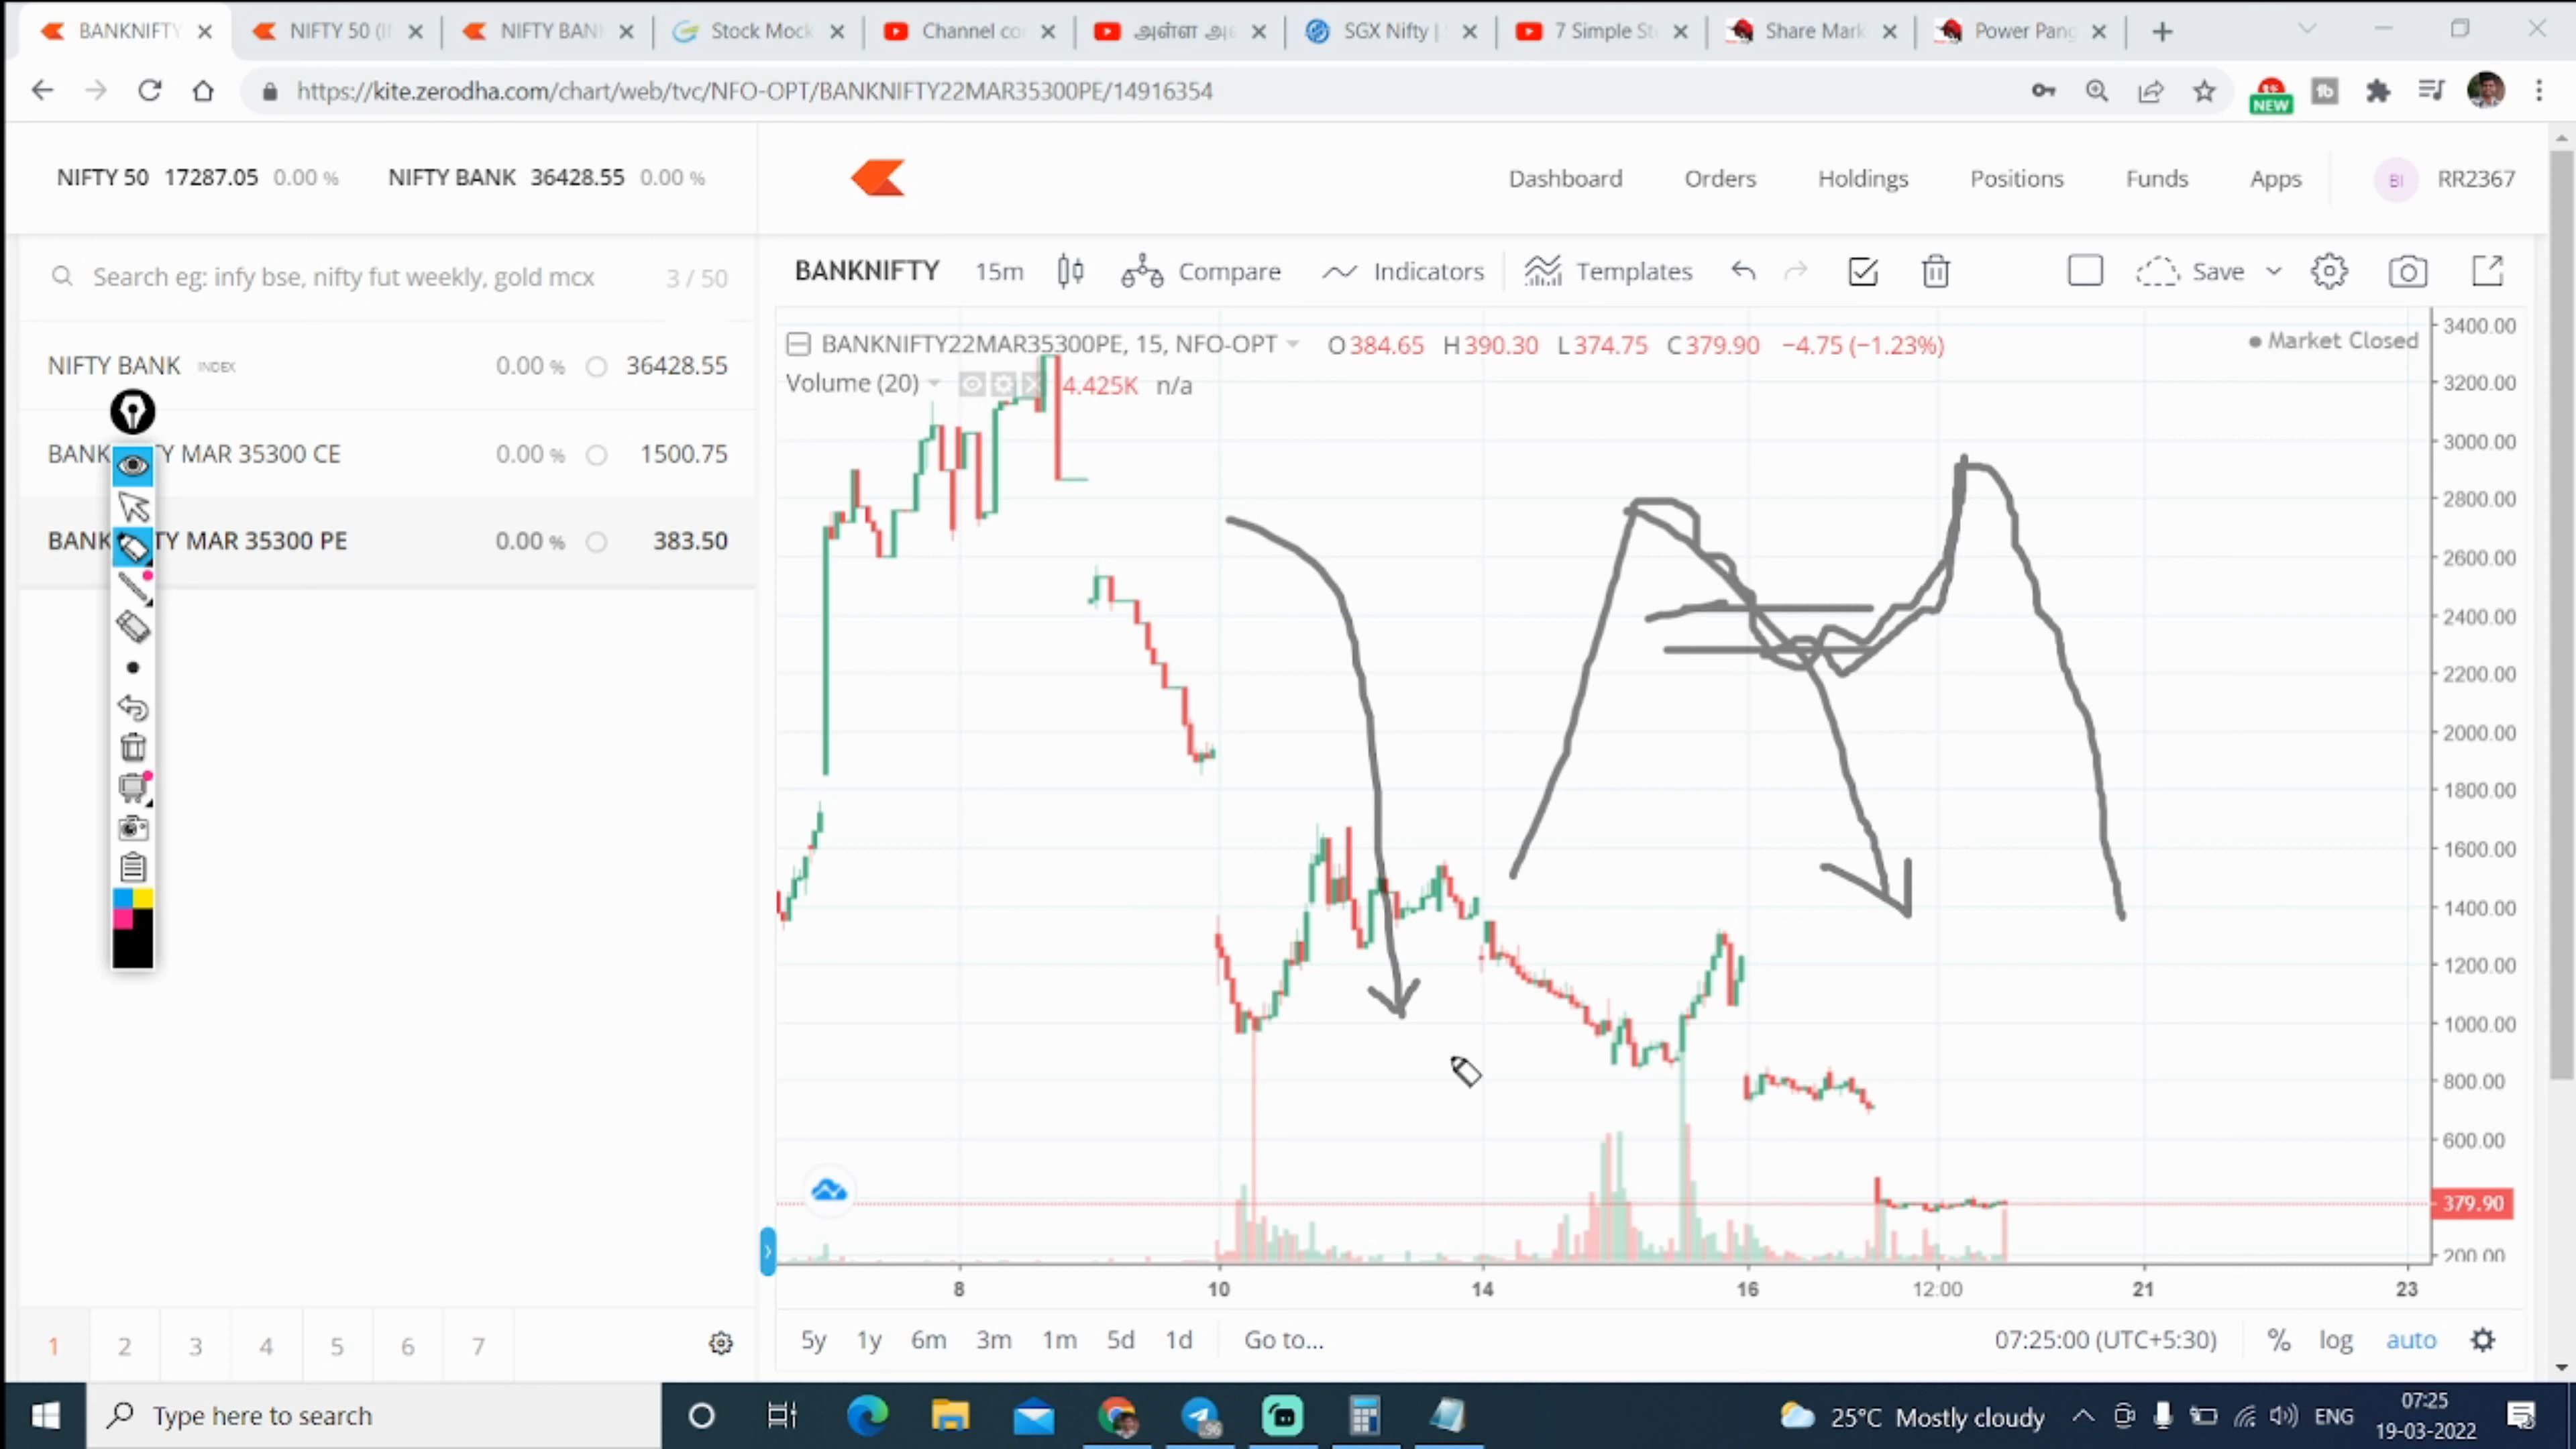 BANKNIFTY
NIFTY 50 (I
NIFTY BAN
Stock Mock
Channel co
அள்ள அ
SGX Nifty |
7 Simple St
Share Mark
Power Pang
https://kite.zerodha.com/chart/web/tvc/NFO-OPT/BANKNIFTY22MAR35300PE/14916354
NEW
NIFTY 50 17287.05 0.00 %
NIFTY BANK 36428.55 0.00 %
Dashboard
Orders
Holdings
Positions
Funds
Apps
BI
RR2367
Search eg: infy bse, nifty fut weekly, gold mcx
3 / 50
NIFTY BANK INDEX 0.00 % 36428.55
BANK TY MAR 35300 CE 0.00 % 1500.75
BANK TY MAR 35300 PE 0.00 % 383.50
BANKNIFTY
15m
Compare
Indicators
Templates
Save
BANKNIFTY22MAR35300PE, 15, NFO-OPT O384.65 H390.30 L374.75 C379.90 −4.75 (−1.23%)
Market Closed
Volume (20) 4.425K n/a
3400.00
3200.00
3000.00
2800.00
2600.00
2400.00
2200.00
2000.00
1800.00
1600.00
1400.00
1200.00
1000.00
800.00
600.00
379.90
200.00
8 10 14 16 12:00 21 23
1 2 3 4 5 6 7
5y 1y 6m 3m 1m 5d 1d Go to...
07:25:00 (UTC+5:30) % log auto
Type here to search
96
25°C Mostly cloudy
ENG
07:25
19-03-2022